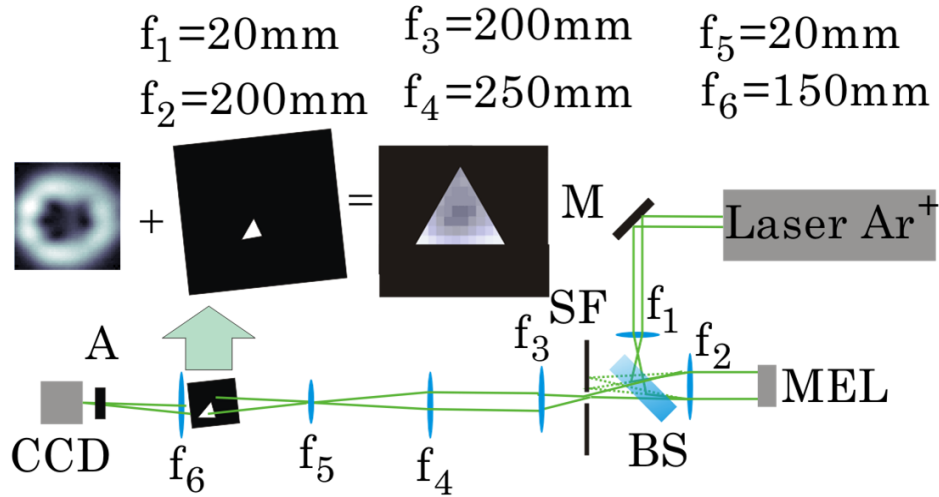 f₁=20mm f₃=200mm f₅=20mm
f₂=200mm f₄=250mm f₆=150mm
+ =
M Laser Ar⁺
SF f₁
A f₃ f₂
MEL
CCD f₆ f₅ f₄ BS